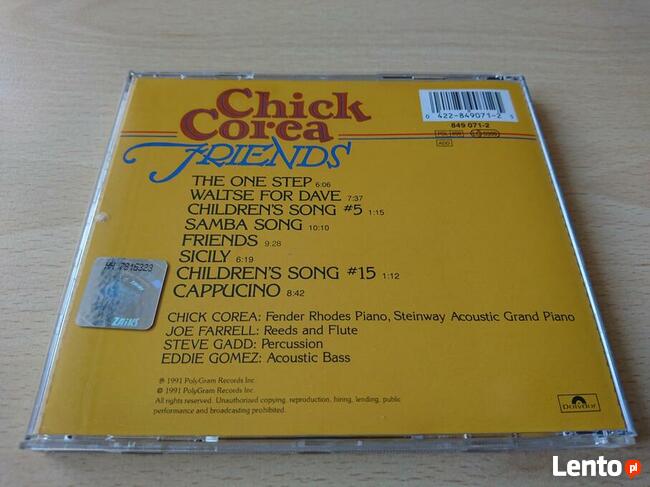 Chick
Corea
FRIENDS
0 422-849071-2 5
849 071-2
ADD
THE ONE STEP 6:06
WALTSE FOR DAVE 7:37
CHILDREN'S SONG #5 1:15
SAMBA SONG 10:10
FRIENDS 9:28
SICILY 6:19
CHILDREN'S SONG #15 1:12
CAPPUCINO 8:42
HH 7816323
ZAiKS
CHICK COREA: Fender Rhodes Piano, Steinway Acoustic Grand Piano
JOE FARRELL: Reeds and Flute
STEVE GADD: Percussion
EDDIE GOMEZ: Acoustic Bass
℗ 1991 PolyGram Records Inc.
© 1991 PolyGram Records Inc.
All rights reserved. Unauthorized copying, reproduction, hiring, lending, public
performance and broadcasting prohibited.
Polydor
Lento.pl